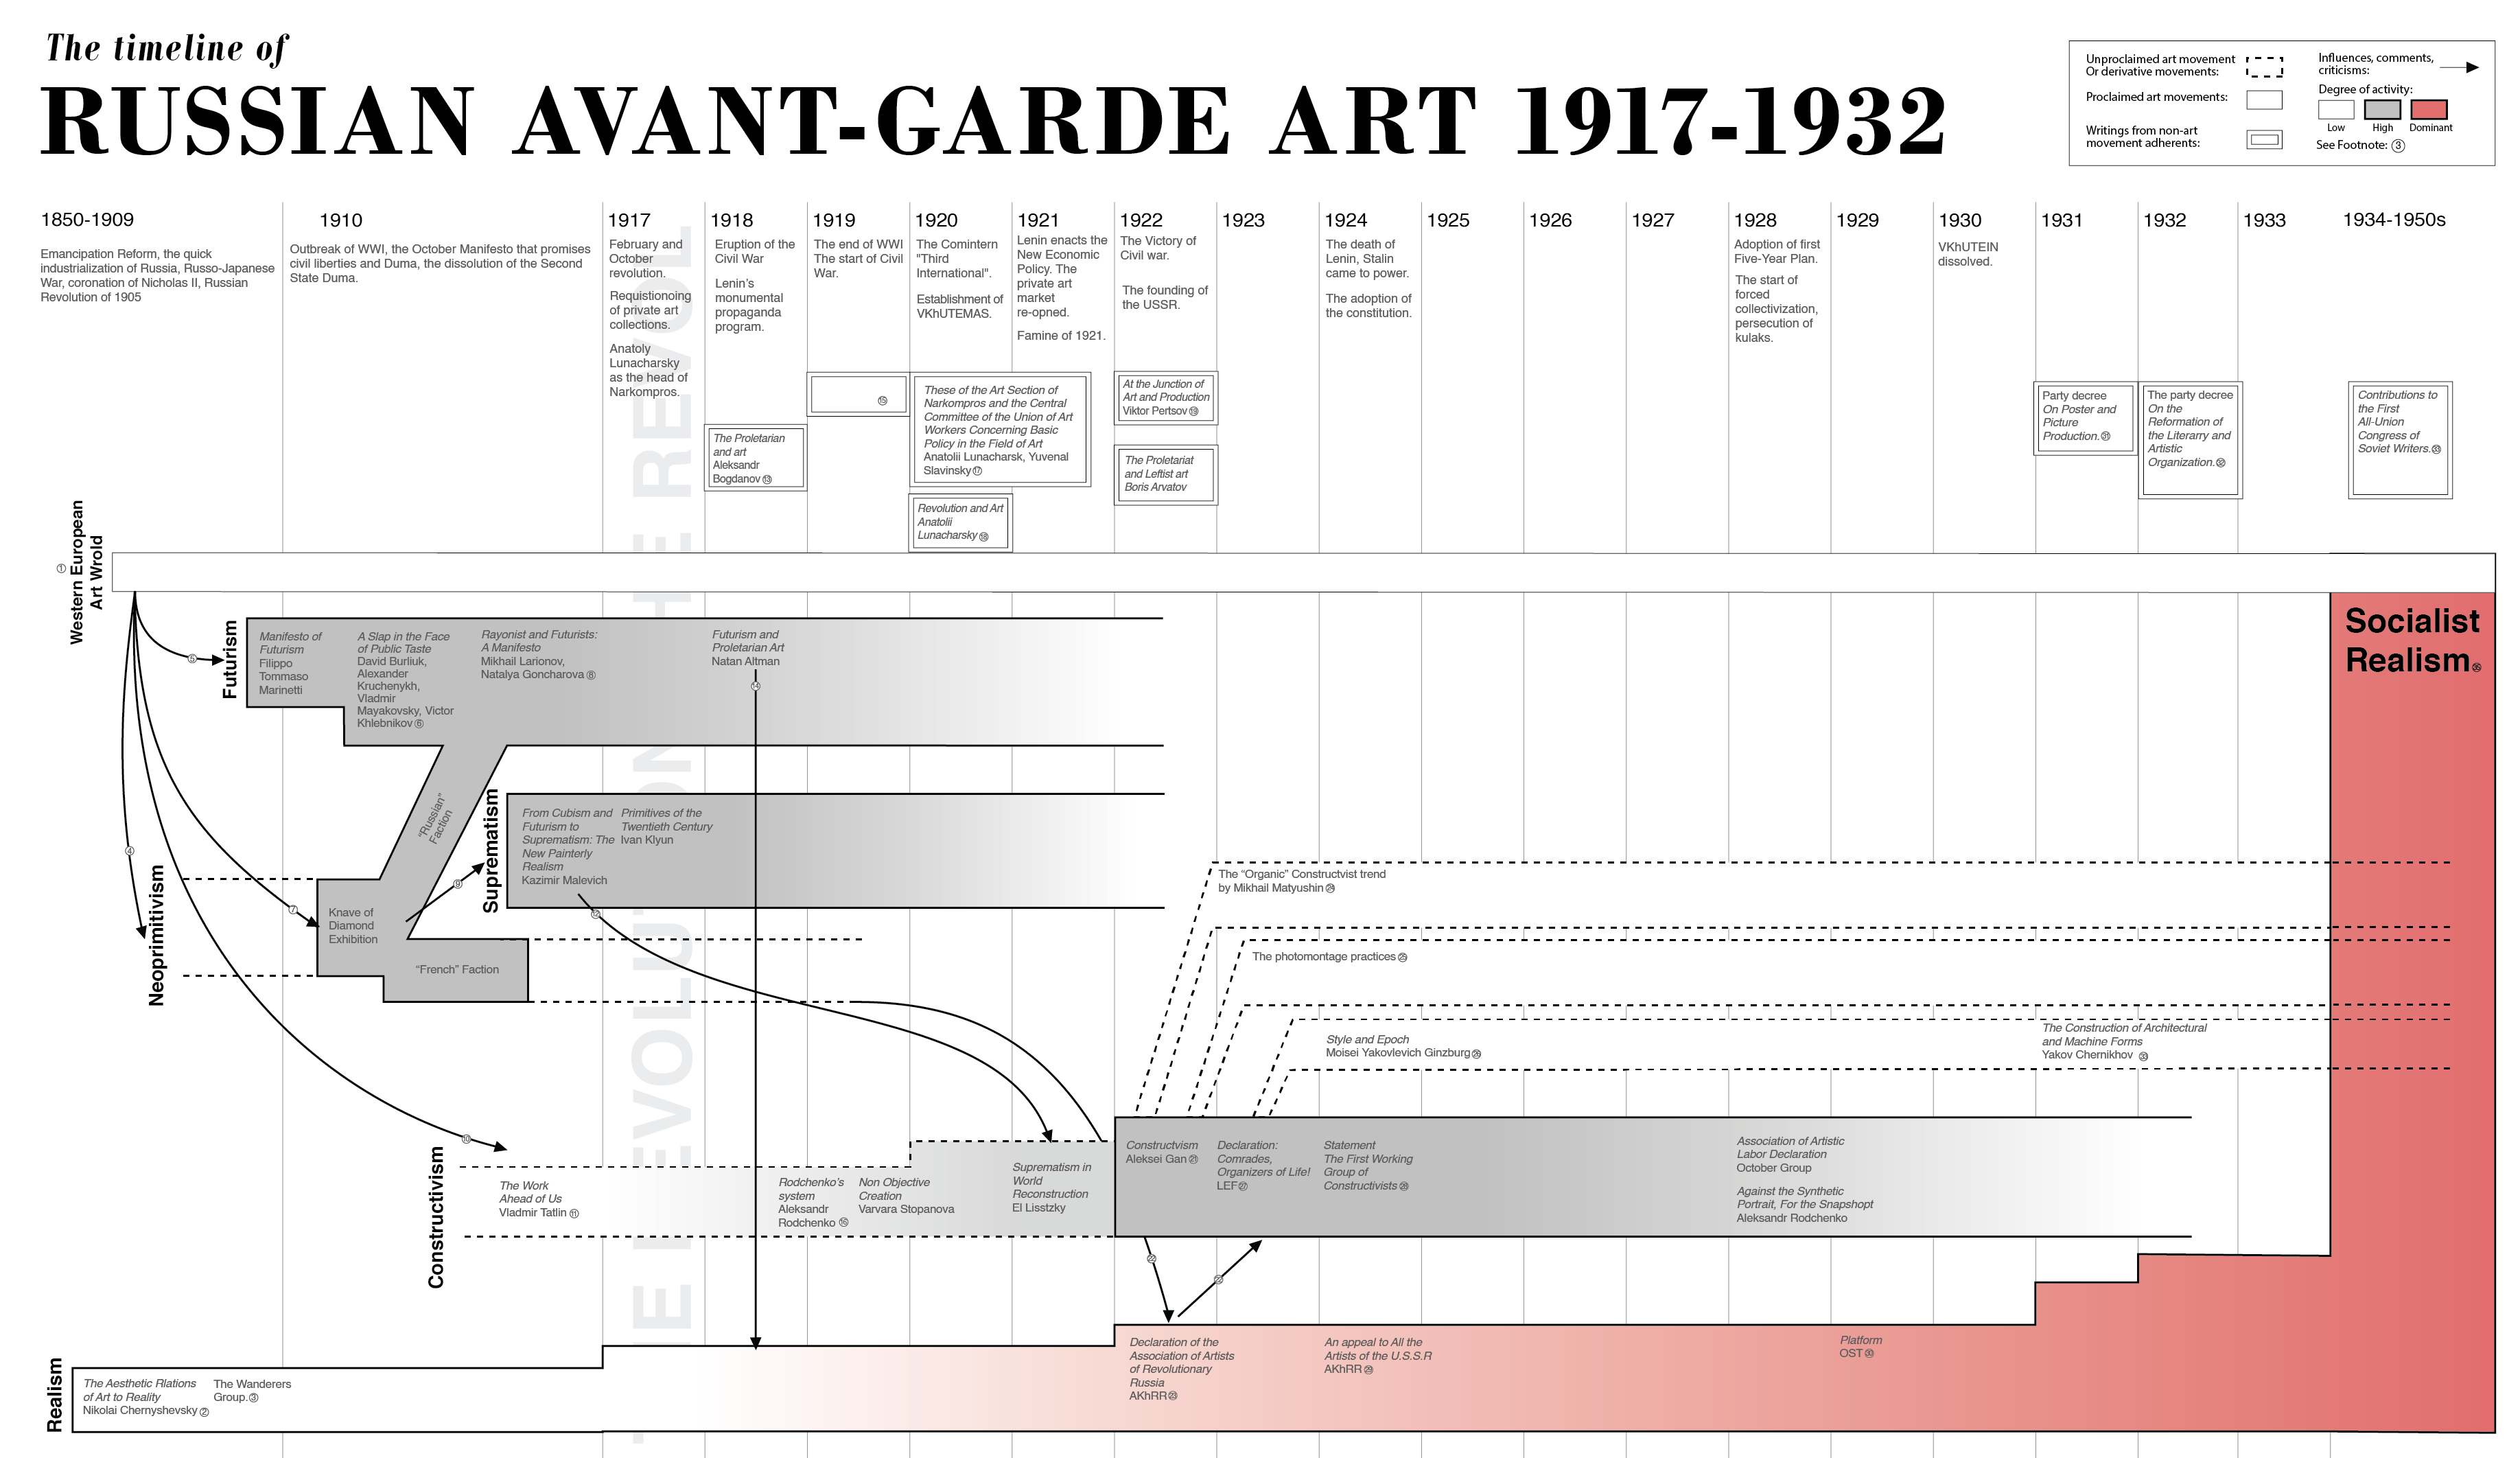 The timeline of
RUSSIAN AVANT-GARDE ART 1917-1932
Unproclaimed art movement
Or derivative movements:
Proclaimed art movements:
Writings from non-art
movement adherents:
Influences, comments,
criticisms:
Degree of activity:
Low High Dominant
See Footnote: ③
1850-1909
Emancipation Reform, the quick
industrialization of Russia, Russo-Japanese
War, coronation of Nicholas II, Russian
Revolution of 1905
1910
Outbreak of WWI, the October Manifesto that promises
civil liberties and Duma, the dissolution of the Second
State Duma.
1917
February and
October
revolution.
Requistionoing
of private art
collections.
Anatoly
Lunacharsky
as the head of
Narkompros.
1918
Eruption of the
Civil War
Lenin's
monumental
propaganda
program.
1919
The end of WWI
The start of Civil
War.
1920
The Comintern
"Third
International".
Establishment of
VKhUTEMAS.
1921
Lenin enacts the
New Economic
Policy. The
private art
market
re-opned.
Famine of 1921.
1922
The Victory of
Civil war.
The founding of
the USSR.
1923
1924
The death of
Lenin, Stalin
came to power.
The adoption of
the constitution.
1925
1926
1927
1928
Adoption of first
Five-Year Plan.
The start of
forced
collectivization,
persecution of
kulaks.
1929
1930
VKhUTEIN
dissolved.
1931
1932
1933
1934-1950s
The Proletarian
and art
Aleksandr
Bogdanov ⑬
⑮
These of the Art Section of
Narkompros and the Central
Committee of the Union of Art
Workers Concerning Basic
Policy in the Field of Art
Anatolii Lunacharsk, Yuvenal
Slavinsky ⑰
Revolution and Art
Anatolii
Lunacharsky ⑱
At the Junction of
Art and Production
Viktor Pertsov ⑲
The Proletariat
and Leftist art
Boris Arvatov
Party decree
On Poster and
Picture
Production.
The party decree
On the
Reformation of
the Literarry and
Artistic
Organization.
Contributions to
the First
All-Union
Congress of
Soviet Writers.
①
Western European
Art Wrold
⑤
④
⑦
⑩
Futurism
Manifesto of
Futurism
Filippo
Tommaso
Marinetti
A Slap in the Face
of Public Taste
David Burliuk,
Alexander
Kruchenykh,
Vladmir
Mayakovsky, Victor
Khlebnikov ⑥
Rayonist and Futurists:
A Manifesto
Mikhail Larionov,
Natalya Goncharova ⑧
Futurism and
Proletarian Art
Natan Altman
⑭
Socialist
Realism
"Russian"
Faction
Suprematism
From Cubism and
Futurism to
Suprematism: The
New Painterly
Realism
Kazimir Malevich
Primitives of the
Twentieth Century
Ivan Klyun
⑨
⑫
Neoprimitivism
Knave of
Diamond
Exhibition
"French" Faction
The "Organic" Constructvist trend
by Mikhail Matyushin ㉔
The photomontage practices ㉕
Style and Epoch
Moisei Yakovlevich Ginzburg ㉖
The Construction of Architectural
and Machine Forms
Yakov Chernikhov
Constructivism
The Work
Ahead of Us
Vladmir Tatlin ⑪
Rodchenko's
system
Aleksandr
Rodchenko ⑯
Non Objective
Creation
Varvara Stopanova
Suprematism in
World
Reconstruction
El Lisstzky
Constructvism
Aleksei Gan ㉑
Declaration:
Comrades,
Organizers of Life!
LEF ㉗
Statement
The First Working
Group of
Constructivists ㉘
Association of Artistic
Labor Declaration
October Group
Against the Synthetic
Portrait, For the Snapshopt
Aleksandr Rodchenko
Realism
The Aesthetic Rlations
of Art to Reality
Nikolai Chernyshevsky ②
The Wanderers
Group. ③
Declaration of the
Association of Artists
of Revolutionary
Russia
AKhRR ㉓
An appeal to All the
Artists of the U.S.S.R
AKhRR ㉙
Platform
OST ㉚